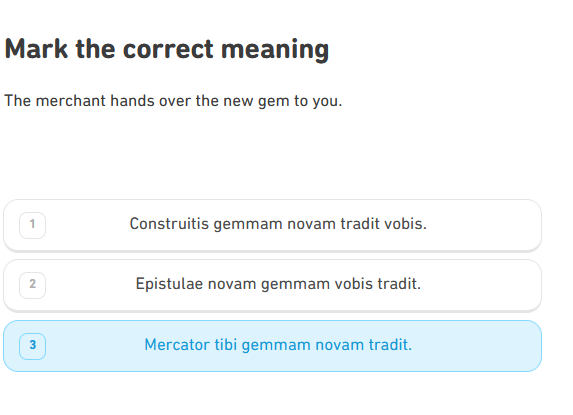 Mark the correct meaning
The merchant hands over the new gem to you.
1 Construitis gemmam novam tradit vobis.
2 Epistulae novam gemmam vobis tradit.
3 Mercator tibi gemmam novam tradit.